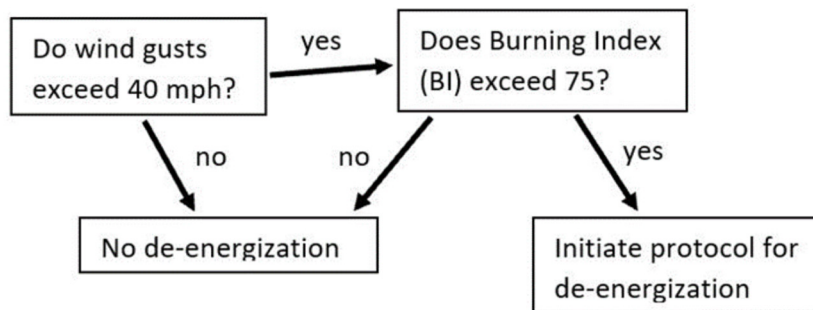 Do wind gusts
exceed 40 mph?
yes
Does Burning Index
(BI) exceed 75?
no
no
yes
No de-energization
Initiate protocol for
de-energization